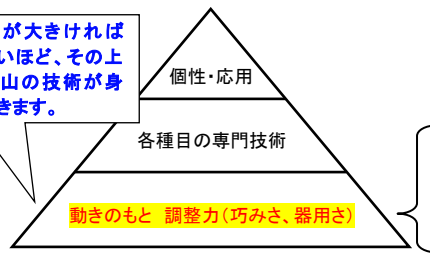 が大きければ
いほど、その上
山の技術が身
きます。
個性・応用
各種目の専門技術
動きのもと 調整力（巧みさ、器用さ）